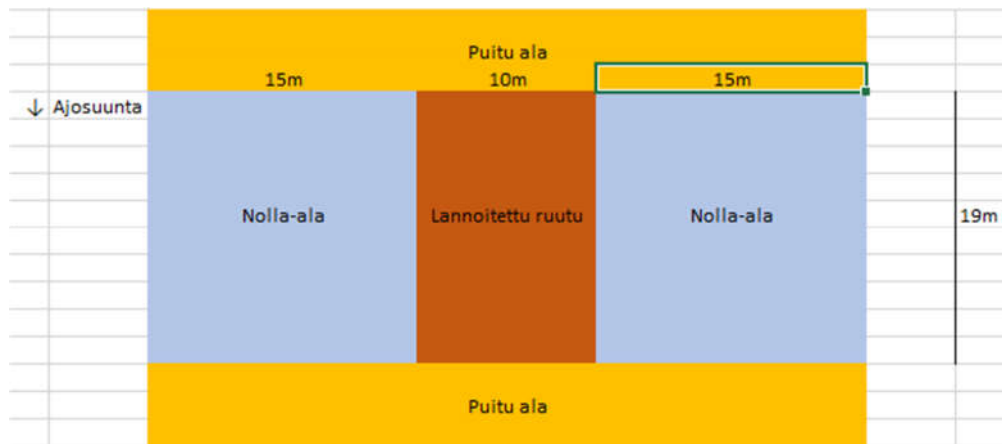 Puitu ala
15m 10m 15m
↓ Ajosuunta
Nolla-ala Lannoitettu ruutu Nolla-ala 19m
Puitu ala